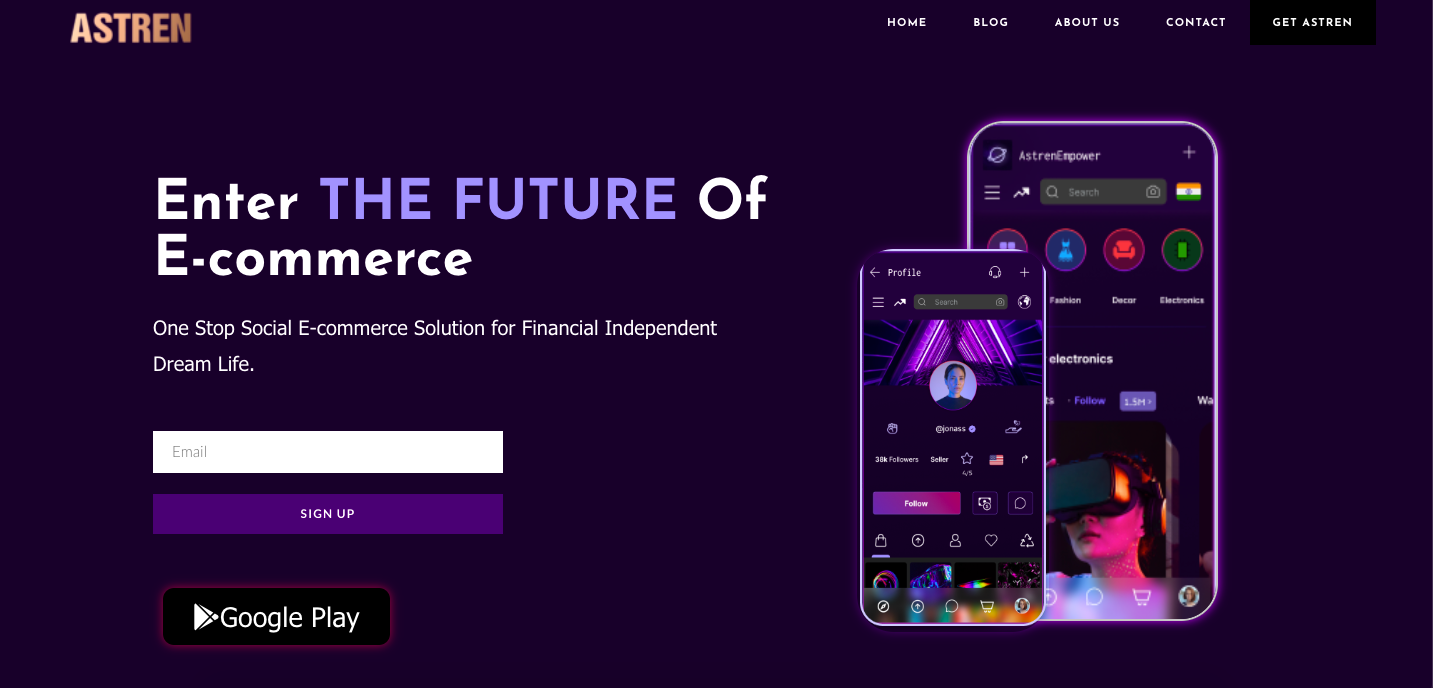 ASTREN
HOME
BLOG
ABOUT US
CONTACT
GET ASTREN
Enter THE FUTURE Of
E-commerce
One Stop Social E-commerce Solution for Financial Independent
Dream Life.
Email
SIGN UP
Google Play
AstrenEmpower
Search
Fashion
Decor
Electronics
electronics
ts
• Follow
1.5M >
Wa
Profile
Search
@jonass
38k Followers
Seller
4/5
Follow